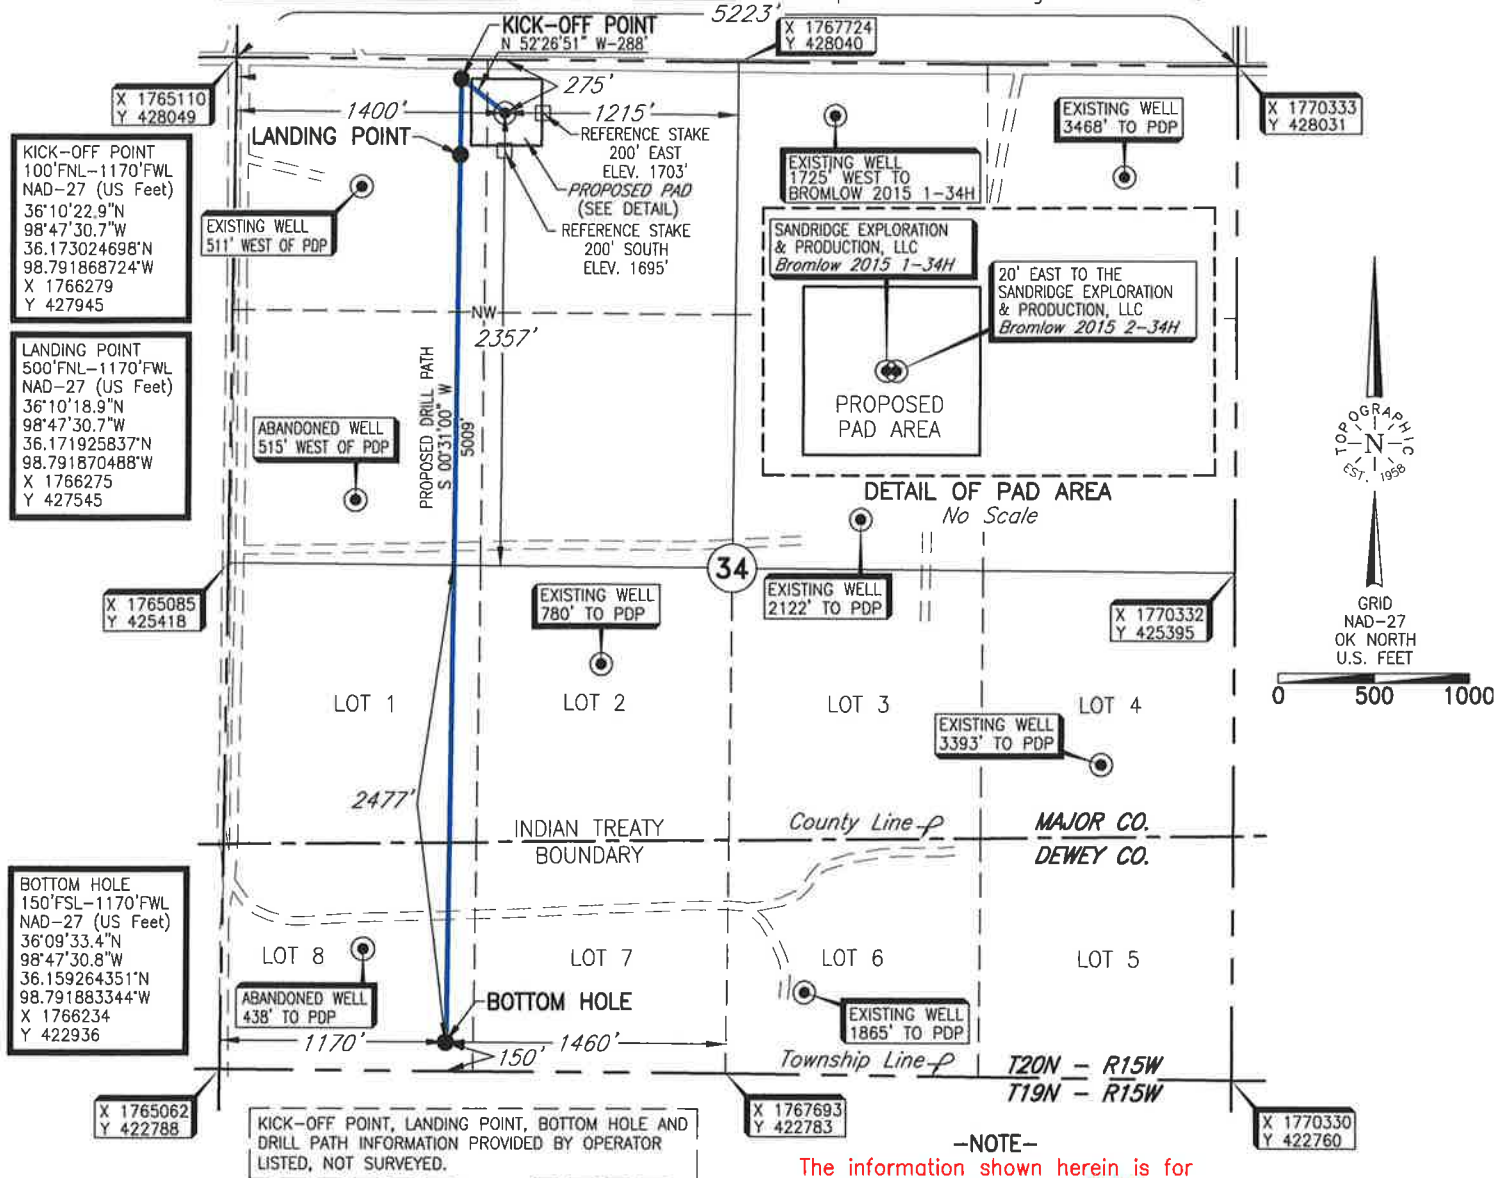 5223'
KICK-OFF POINT
N 52°26'51" W-288'
X 1767724
Y 428040
X 1765110
Y 428049
275'
1400'
1215'
EXISTING WELL
3468' TO PDP
X 1770333
Y 428031
LANDING POINT
REFERENCE STAKE
200' EAST
ELEV. 1703'
PROPOSED PAD
(SEE DETAIL)
REFERENCE STAKE
200' SOUTH
ELEV. 1695'
EXISTING WELL
1725' WEST TO
BROMLOW 2015 1-34H
KICK-OFF POINT
100'FNL-1170'FWL
NAD-27 (US Feet)
36°10'22.9"N
98°47'30.7"W
36.173024698°N
98.791868724°W
X 1766279
Y 427945
EXISTING WELL
511' WEST OF PDP
SANDRIDGE EXPLORATION
& PRODUCTION, LLC
Bromlow 2015 1-34H
20' EAST TO THE
SANDRIDGE EXPLORATION
& PRODUCTION, LLC
Bromlow 2015 2-34H
NW
2357'
LANDING POINT
500'FNL-1170'FWL
NAD-27 (US Feet)
36°10'18.9"N
98°47'30.7"W
36.171925837°N
98.791870488°W
X 1766275
Y 427545
PROPOSED DRILL PATH
S 00°31'00" W
5009'
PROPOSED
PAD AREA
ABANDONED WELL
515' WEST OF PDP
TOPOGRAPHIC
N
EST. 1958
DETAIL OF PAD AREA
No Scale
34
EXISTING WELL
780' TO PDP
EXISTING WELL
2122' TO PDP
X 1765085
Y 425418
X 1770332
Y 425395
GRID
NAD-27
OK NORTH
U.S. FEET
0 500 1000
LOT 1
LOT 2
LOT 3
LOT 4
EXISTING WELL
3393' TO PDP
2477'
INDIAN TREATY
BOUNDARY
County Line
MAJOR CO.
DEWEY CO.
BOTTOM HOLE
150'FSL-1170'FWL
NAD-27 (US Feet)
36°09'33.4"N
98°47'30.8"W
36.159264351°N
98.791883344°W
X 1766234
Y 422936
LOT 8
LOT 7
LOT 6
LOT 5
ABANDONED WELL
438' TO PDP
BOTTOM HOLE
EXISTING WELL
1865' TO PDP
1170'
150'
1460'
Township Line
T20N - R15W
T19N - R15W
X 1765062
Y 422788
X 1767693
Y 422783
X 1770330
Y 422760
KICK-OFF POINT, LANDING POINT, BOTTOM HOLE AND
DRILL PATH INFORMATION PROVIDED BY OPERATOR
LISTED, NOT SURVEYED.
-NOTE-
The information shown herein is for